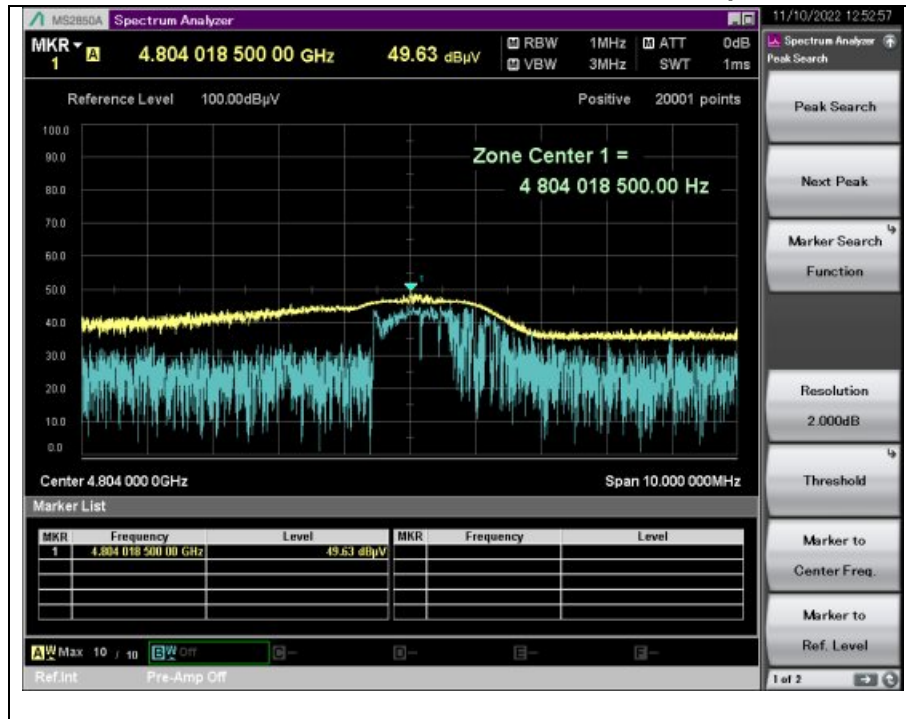 MS2850A Spectrum Analyzer
11/10/2022 12:52:57
MKR 1 A 4.804 018 500 00 GHz 49.63 dBµV
M RBW 1MHz M ATT 0dB
M VBW 3MHz SWT 1ms
Spectrum Analyzer
Peak Search
Reference Level 100.00dBµV Positive 20001 points
Zone Center 1 =
4 804 018 500.00 Hz
100.0
90.0
80.0
70.0
60.0
50.0
40.0
30.0
20.0
10.0
0.0
1
Center 4.804 000 0GHz Span 10.000 000MHz
Marker List
MKR Frequency Level MKR Frequency Level
1 4.804 018 500 00 GHz 49.63 dBµV
A W Max 10 / 10 B W Off C - D - E - F -
Ref.Int Pre-Amp Off
Peak Search
Next Peak
Marker Search
Function
Resolution
2.000dB
Threshold
Marker to
Center Freq.
Marker to
Ref. Level
1 of 2